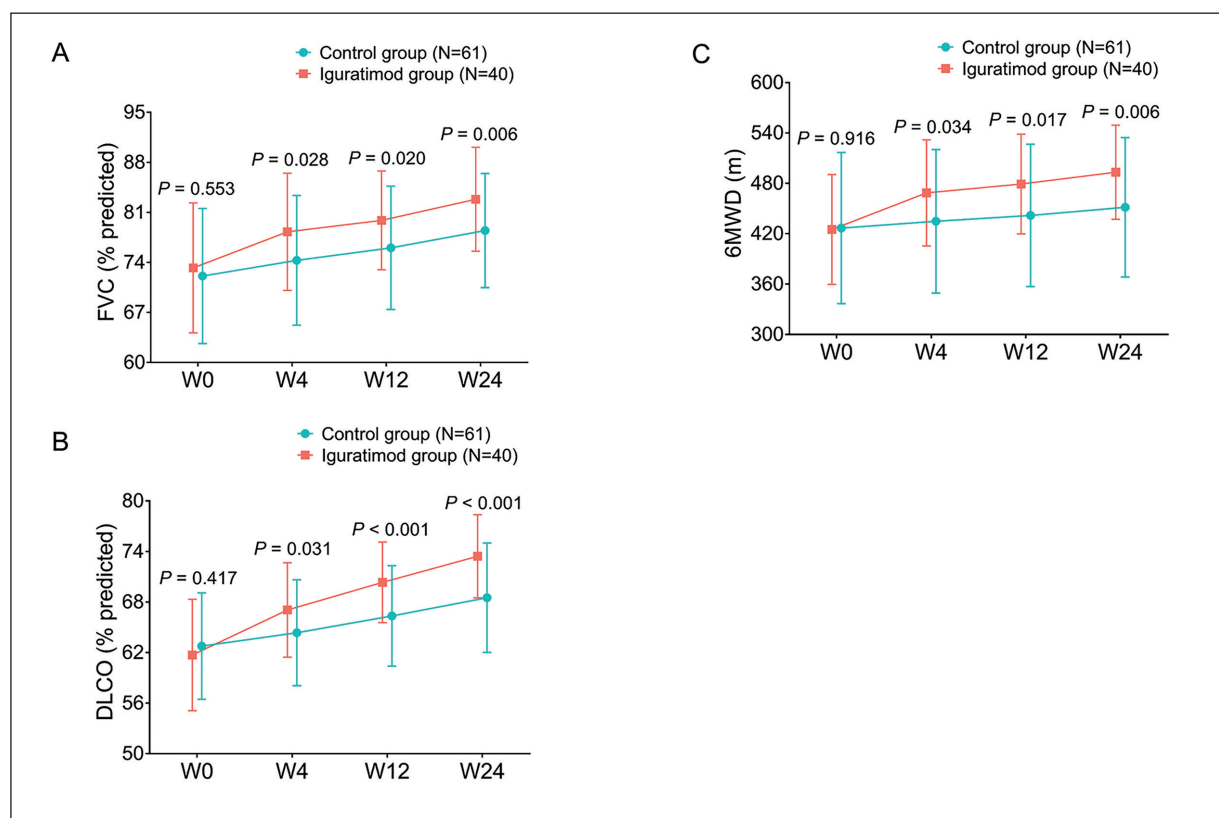 A
Control group (N=61)
Iguratimod group (N=40)
FVC (% predicted)
95
88
81
74
67
60
P = 0.553
P = 0.028
P = 0.020
P = 0.006
W0 W4 W12 W24
C
Control group (N=61)
Iguratimod group (N=40)
6MWD (m)
600
540
480
420
360
300
P = 0.916
P = 0.034
P = 0.017
P = 0.006
W0 W4 W12 W24
B
Control group (N=61)
Iguratimod group (N=40)
DLCO (% predicted)
80
74
68
62
56
50
P = 0.417
P = 0.031
P < 0.001
P < 0.001
W0 W4 W12 W24